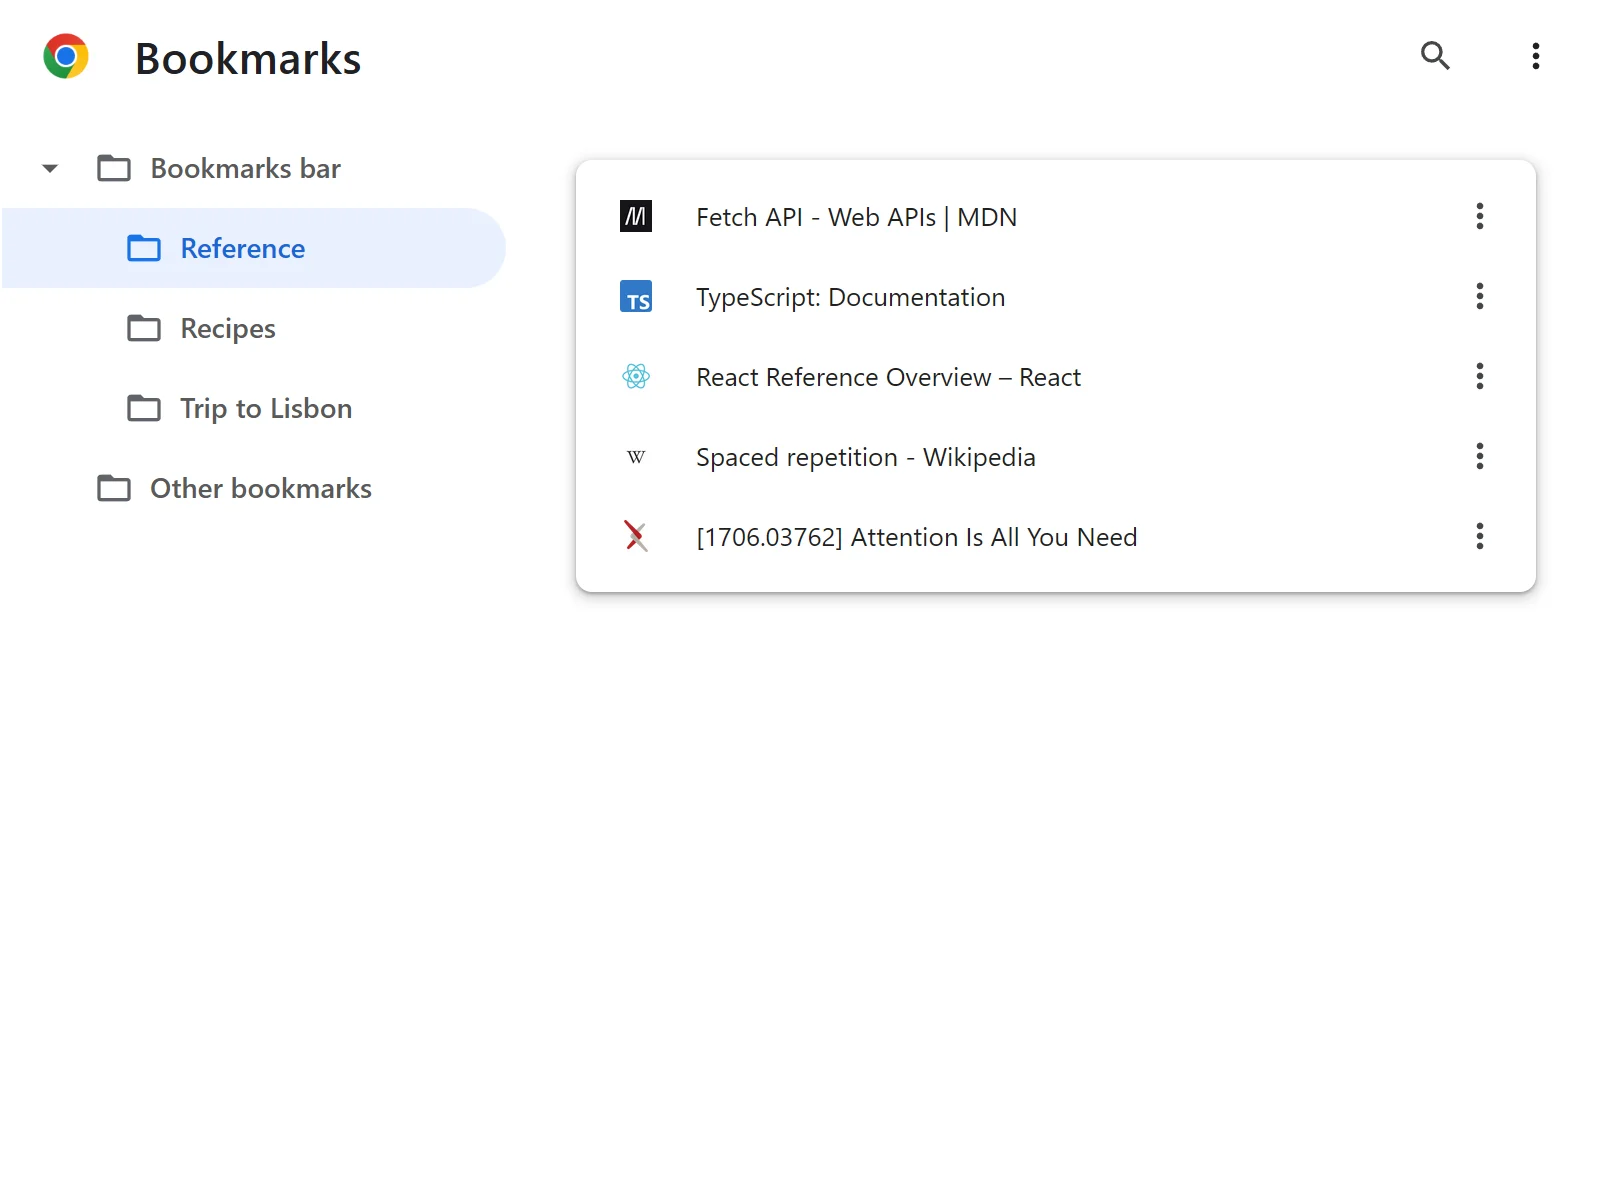 Bookmarks
Bookmarks bar
Reference
Recipes
Trip to Lisbon
Other bookmarks
Fetch API - Web APIs | MDN
TS TypeScript: Documentation
React Reference Overview – React
W Spaced repetition - Wikipedia
[1706.03762] Attention Is All You Need